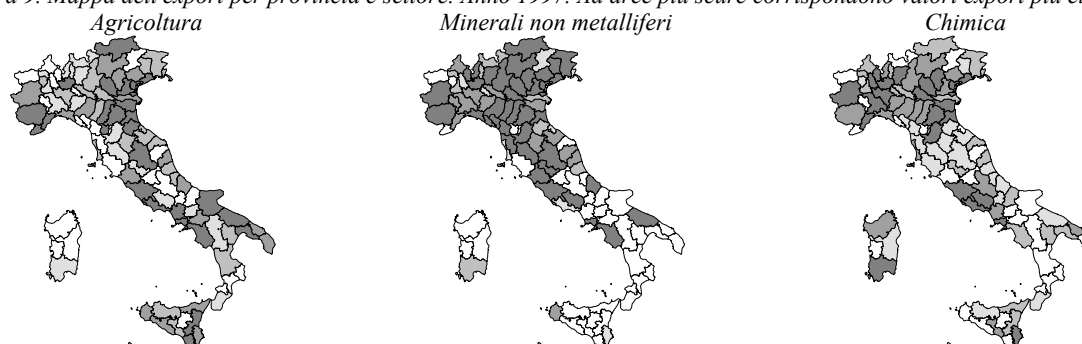 a 9. Mappa dell'export per provincia e settore. Anno 1997. Ad aree più scure corrispondono valori export più
Agricoltura Minerali non metalliferi Chimica